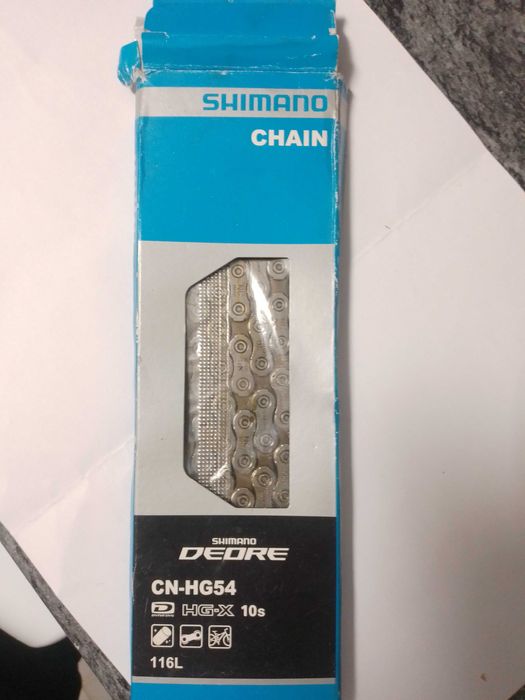 SHIMANO
CHAIN
SHIMANO
DEORE
CN-HG54
HG-X 10s
116L